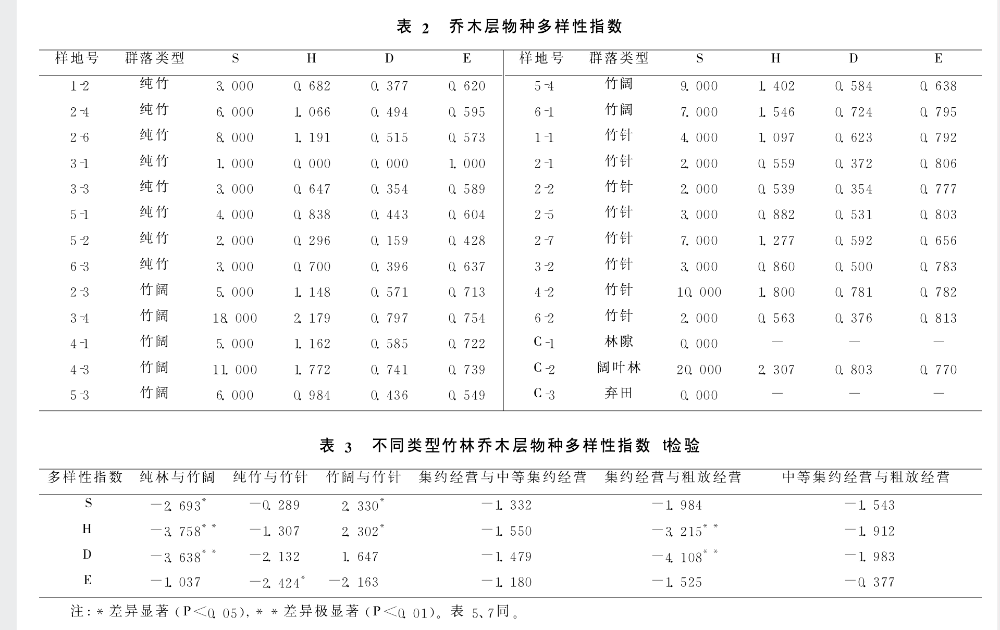 表 2 乔木层物种多样性指数
样地号 群落类型 S H D E 样地号 群落类型 S H D E
1-2 纯竹 3.000 0.682 0.377 0.620 5-4 竹阔 9.000 1.402 0.584 0.638
2-4 纯竹 6.000 1.066 0.494 0.595 6-1 竹阔 7.000 1.546 0.724 0.795
2-6 纯竹 8.000 1.191 0.515 0.573 1-1 竹针 4.000 1.097 0.623 0.792
3-1 纯竹 1.000 0.000 0.000 1.000 2-1 竹针 2.000 0.559 0.372 0.806
3-3 纯竹 3.000 0.647 0.354 0.589 2-2 竹针 2.000 0.539 0.354 0.777
5-1 纯竹 4.000 0.838 0.443 0.604 2-5 竹针 3.000 0.882 0.531 0.803
5-2 纯竹 2.000 0.296 0.159 0.428 2-7 竹针 7.000 1.277 0.592 0.656
6-3 纯竹 3.000 0.700 0.396 0.637 3-2 竹针 3.000 0.860 0.500 0.783
2-3 竹阔 5.000 1.148 0.571 0.713 4-2 竹针 10.000 1.800 0.781 0.782
3-4 竹阔 18.000 2.179 0.797 0.754 6-2 竹针 2.000 0.563 0.376 0.813
4-1 竹阔 5.000 1.162 0.585 0.722 C-1 林隙 0.000 — — —
4-3 竹阔 11.000 1.772 0.741 0.739 C-2 阔叶林 20.000 2.307 0.803 0.770
5-3 竹阔 6.000 0.984 0.436 0.549 C-3 弃田 0.000 — — —
表 3 不同类型竹林乔木层物种多样性指数 t检验
多样性指数 纯林与竹阔 纯竹与竹针 竹阔与竹针 集约经营与中等集约经营 集约经营与粗放经营 中等集约经营与粗放经营
S －2.693* －0.289 2.330* －1.332 －1.984 －1.543
H －3.758** －1.307 2.302* －1.550 －3.215** －1.912
D －3.638** －2.132 1.647 －1.479 －4.108** －1.983
E －1.037 －2.424* －2.163 －1.180 －1.525 －0.377
注:*差异显著(P＜0.05),**差异极显著(P＜0.01)。表 5、7同。